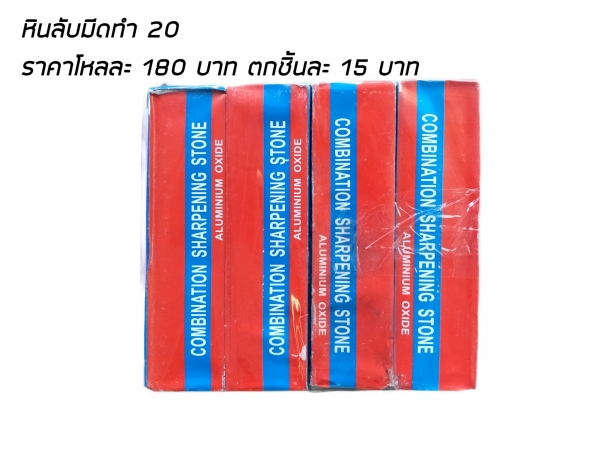 หินลับมีดทำ 20
ราคาโหลละ 180 บาท ตกชิ้นละ 15 บาท
COMBINATION SHARPENING STONE
ALUMINIUM OXIDE
COMBINATION SHARPENING STONE
ALUMINIUM OXIDE
COMBINATION SHARPENING STONE
ALUMINIUM OXIDE
COMBINATION SHARPENING STONE
ALUMINIUM OXIDE